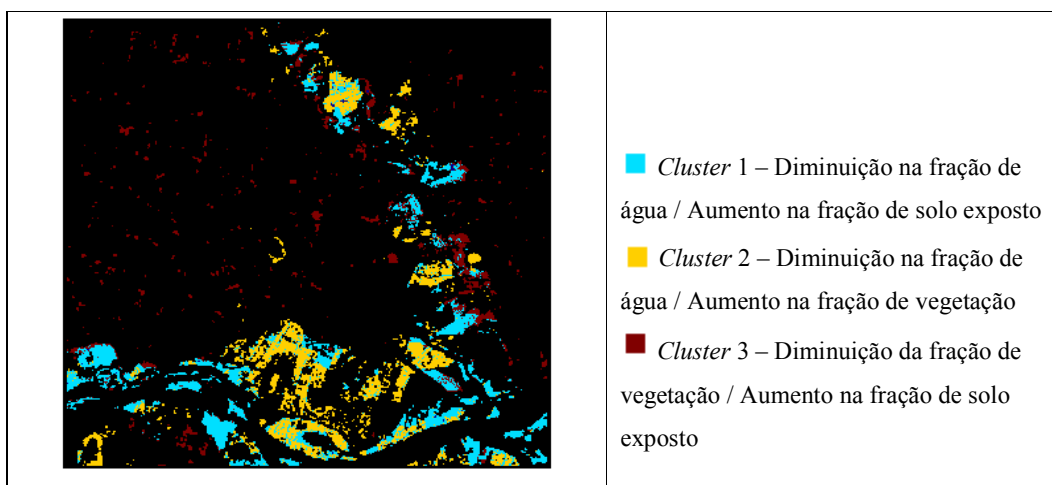 Cluster 1 – Diminuição na fração de
água / Aumento na fração de solo exposto
Cluster 2 – Diminuição na fração de
água / Aumento na fração de vegetação
Cluster 3 – Diminuição da fração de
vegetação / Aumento na fração de solo
exposto